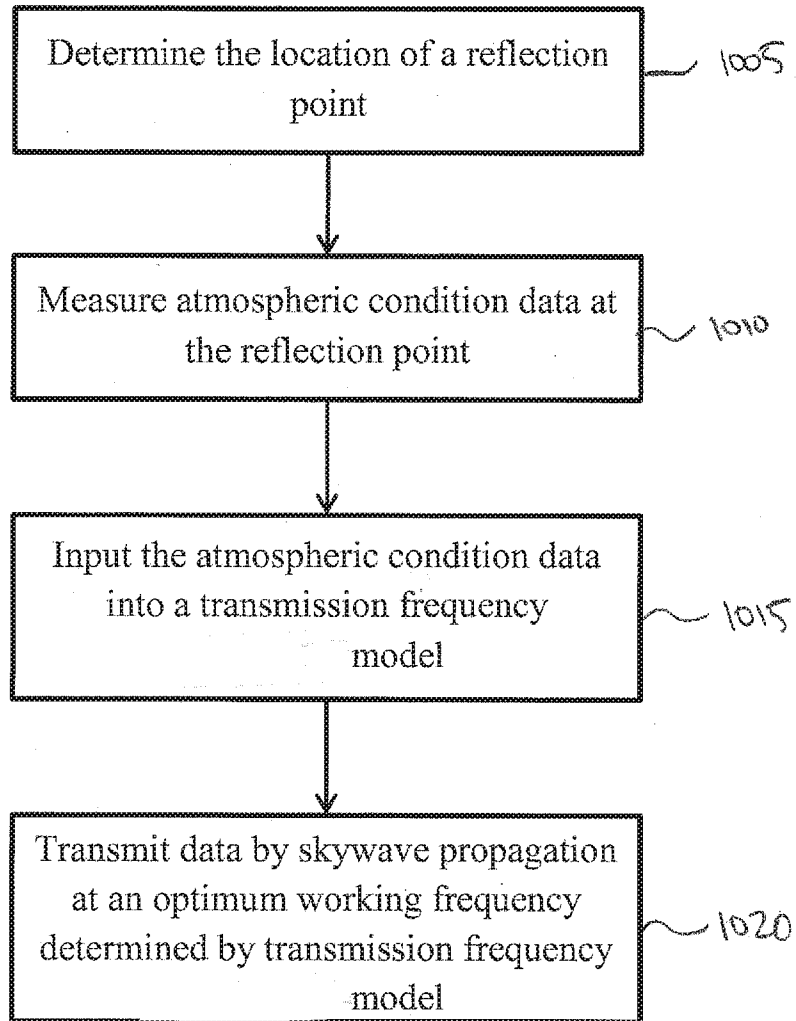 Determine the location of a reflection
point
1005
Measure atmospheric condition data at
the reflection point
1010
Input the atmospheric condition data
into a transmission frequency
model
1015
Transmit data by skywave propagation
at an optimum working frequency
determined by transmission frequency
model
1020